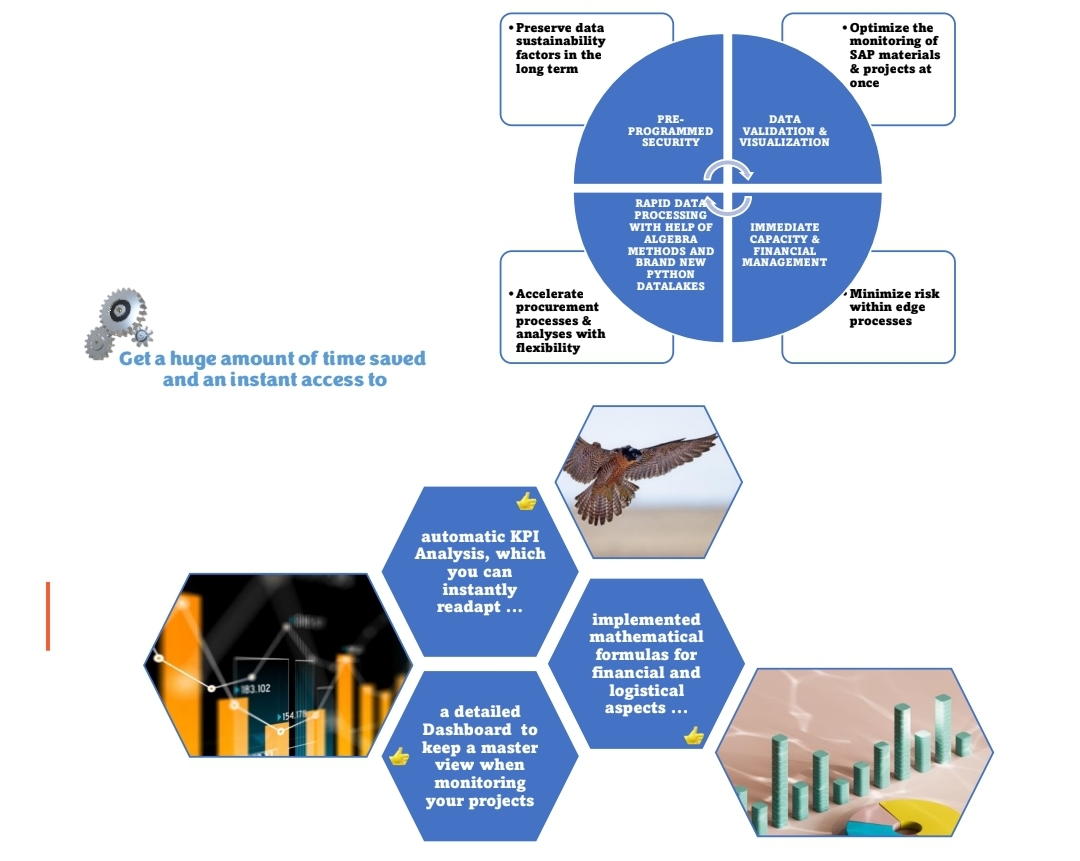 • Preserve data
sustainability
factors in the
long term
• Optimize the
monitoring of
SAP materials
& projects at
once
PRE-
PROGRAMMED
SECURITY
DATA
VALIDATION &
VISUALIZATION
RAPID DATA
PROCESSING
WITH HELP OF
ALGEBRA
METHODS AND
BRAND NEW
PYTHON
DATALAKES
IMMEDIATE
CAPACITY &
FINANCIAL
MANAGEMENT
• Accelerate
procurement
processes &
analyses with
flexibility
• Minimize risk
within edge
processes
Get a huge amount of time saved
and an instant access to
automatic KPI
Analysis, which
you can
instantly
readapt ...
implemented
mathematical
formulas for
financial and
logistical
aspects ...
183.102
a detailed
Dashboard to
keep a master
view when
monitoring
your projects